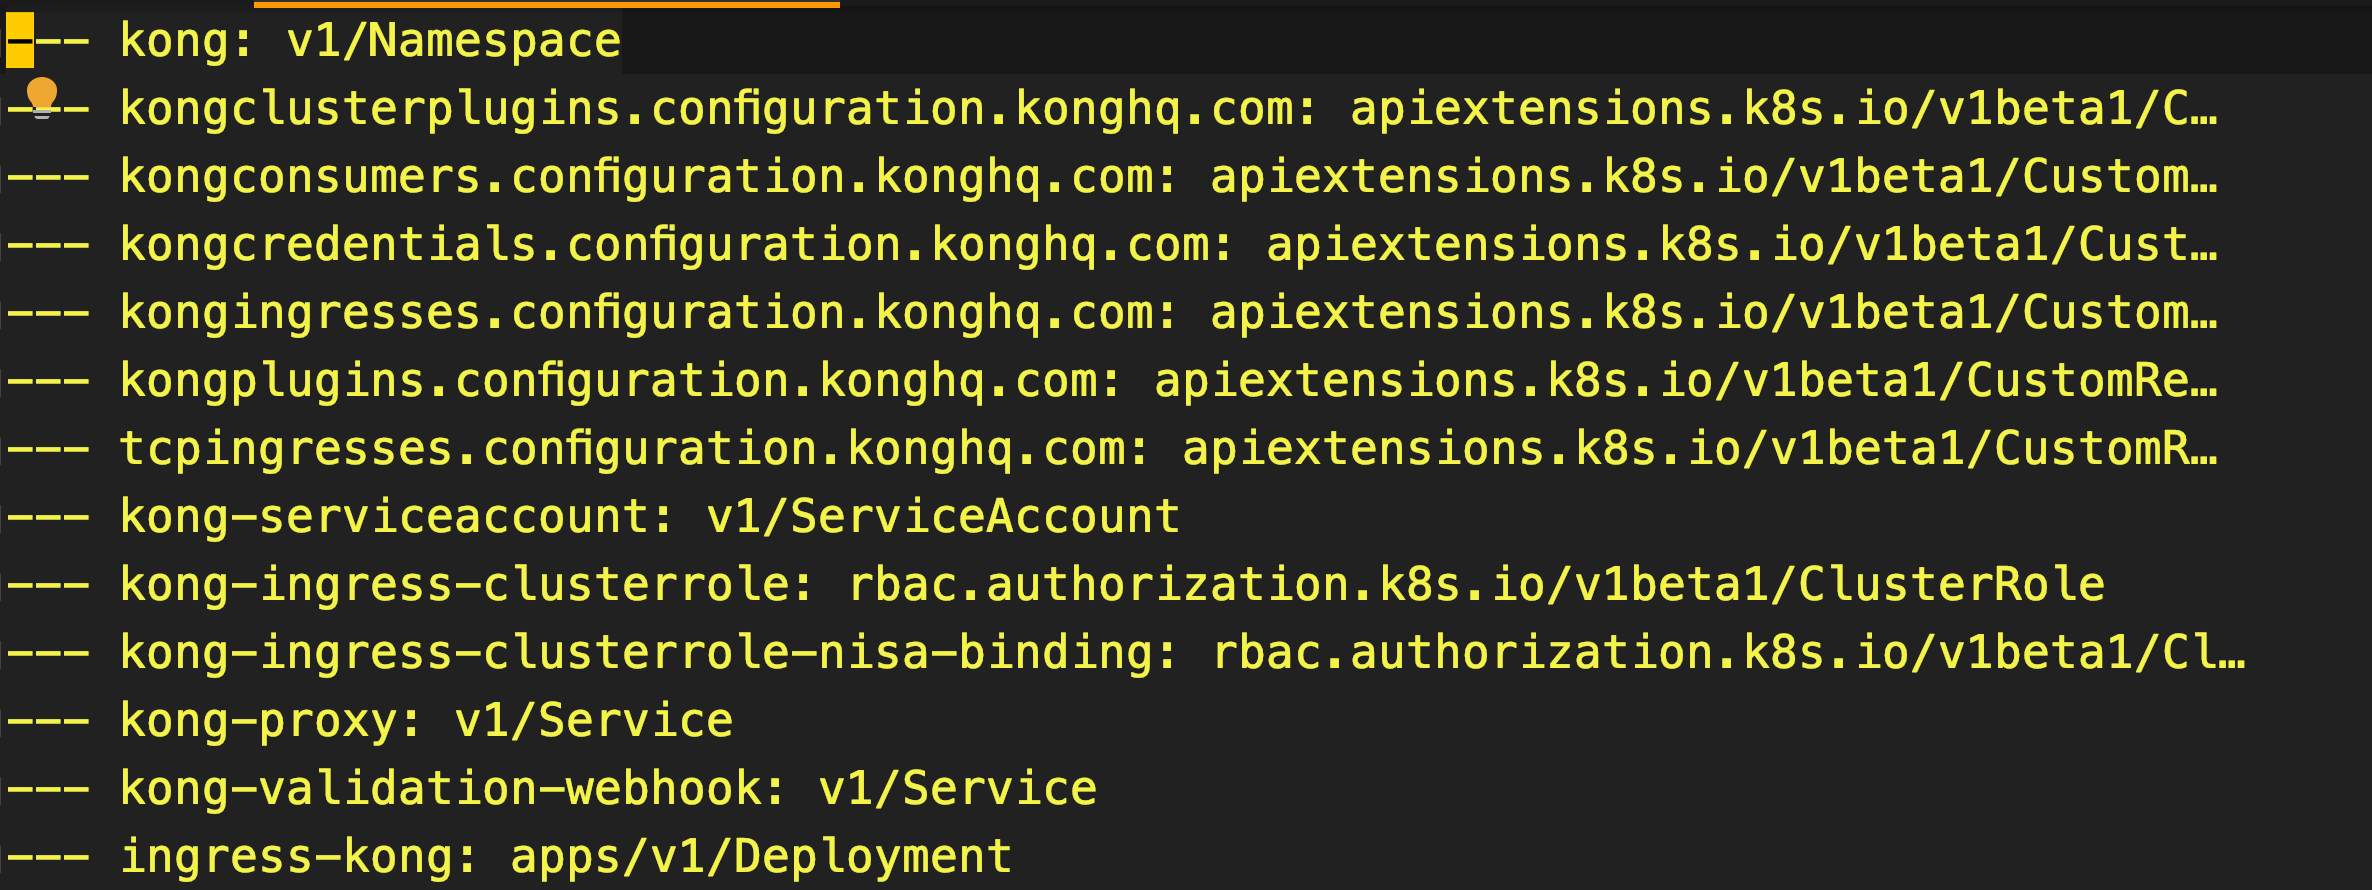 --- kong: v1/Namespace
--- kongclusterplugins.configuration.konghq.com: apiextensions.k8s.io/v1beta1/C…
--- kongconsumers.configuration.konghq.com: apiextensions.k8s.io/v1beta1/Custom…
--- kongcredentials.configuration.konghq.com: apiextensions.k8s.io/v1beta1/Cust…
--- kongingresses.configuration.konghq.com: apiextensions.k8s.io/v1beta1/Custom…
--- kongplugins.configuration.konghq.com: apiextensions.k8s.io/v1beta1/CustomRe…
--- tcpingresses.configuration.konghq.com: apiextensions.k8s.io/v1beta1/CustomR…
--- kong-serviceaccount: v1/ServiceAccount
--- kong-ingress-clusterrole: rbac.authorization.k8s.io/v1beta1/ClusterRole
--- kong-ingress-clusterrole-nisa-binding: rbac.authorization.k8s.io/v1beta1/Cl…
--- kong-proxy: v1/Service
--- kong-validation-webhook: v1/Service
--- ingress-kong: apps/v1/Deployment